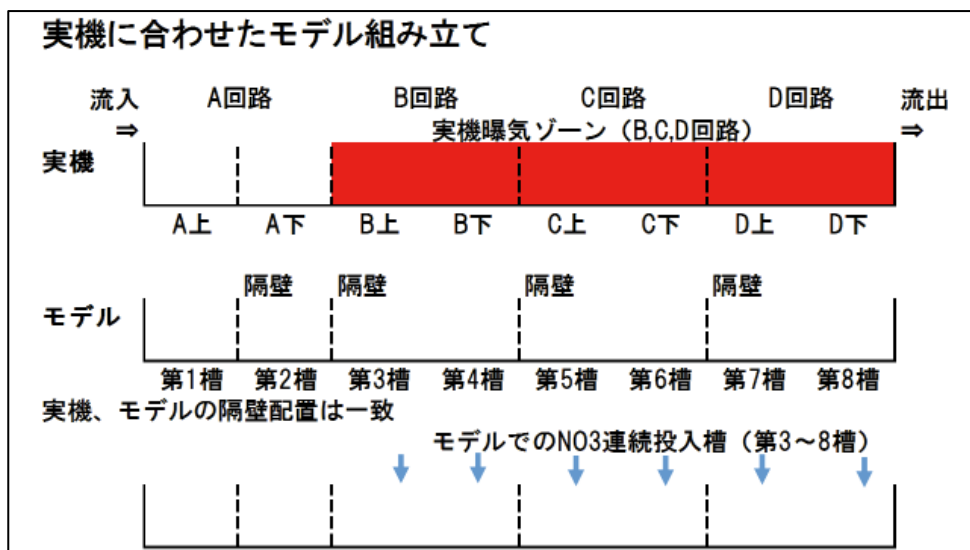 実機に合わせたモデル組み立て
流入 A回路 B回路 C回路 D回路 流出
⇒ 実機曝気ゾーン（B,C,D回路） ⇒
実機
A上 A下 B上 B下 C上 C下 D上 D下
隔壁 隔壁 隔壁 隔壁
モデル
第1槽 第2槽 第3槽 第4槽 第5槽 第6槽 第7槽 第8槽
実機、モデルの隔壁配置は一致
モデルでのNO3連続投入槽（第3～8槽）